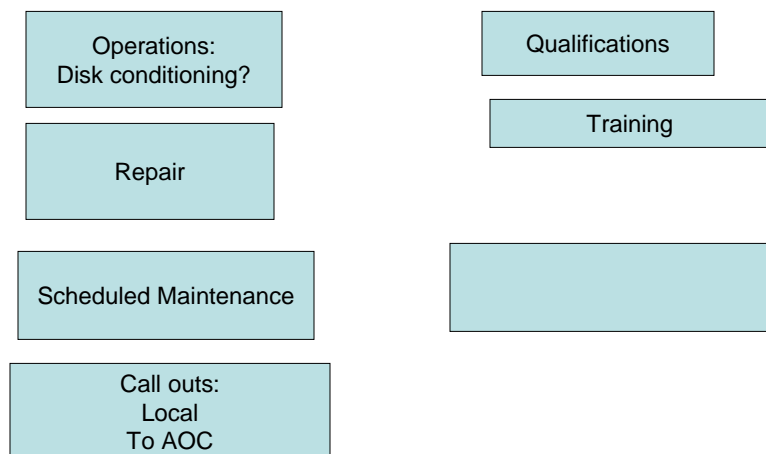 Operations:
Disk conditioning?
Repair
Scheduled Maintenance
Call outs:
Local
To AOC
Qualifications
Training